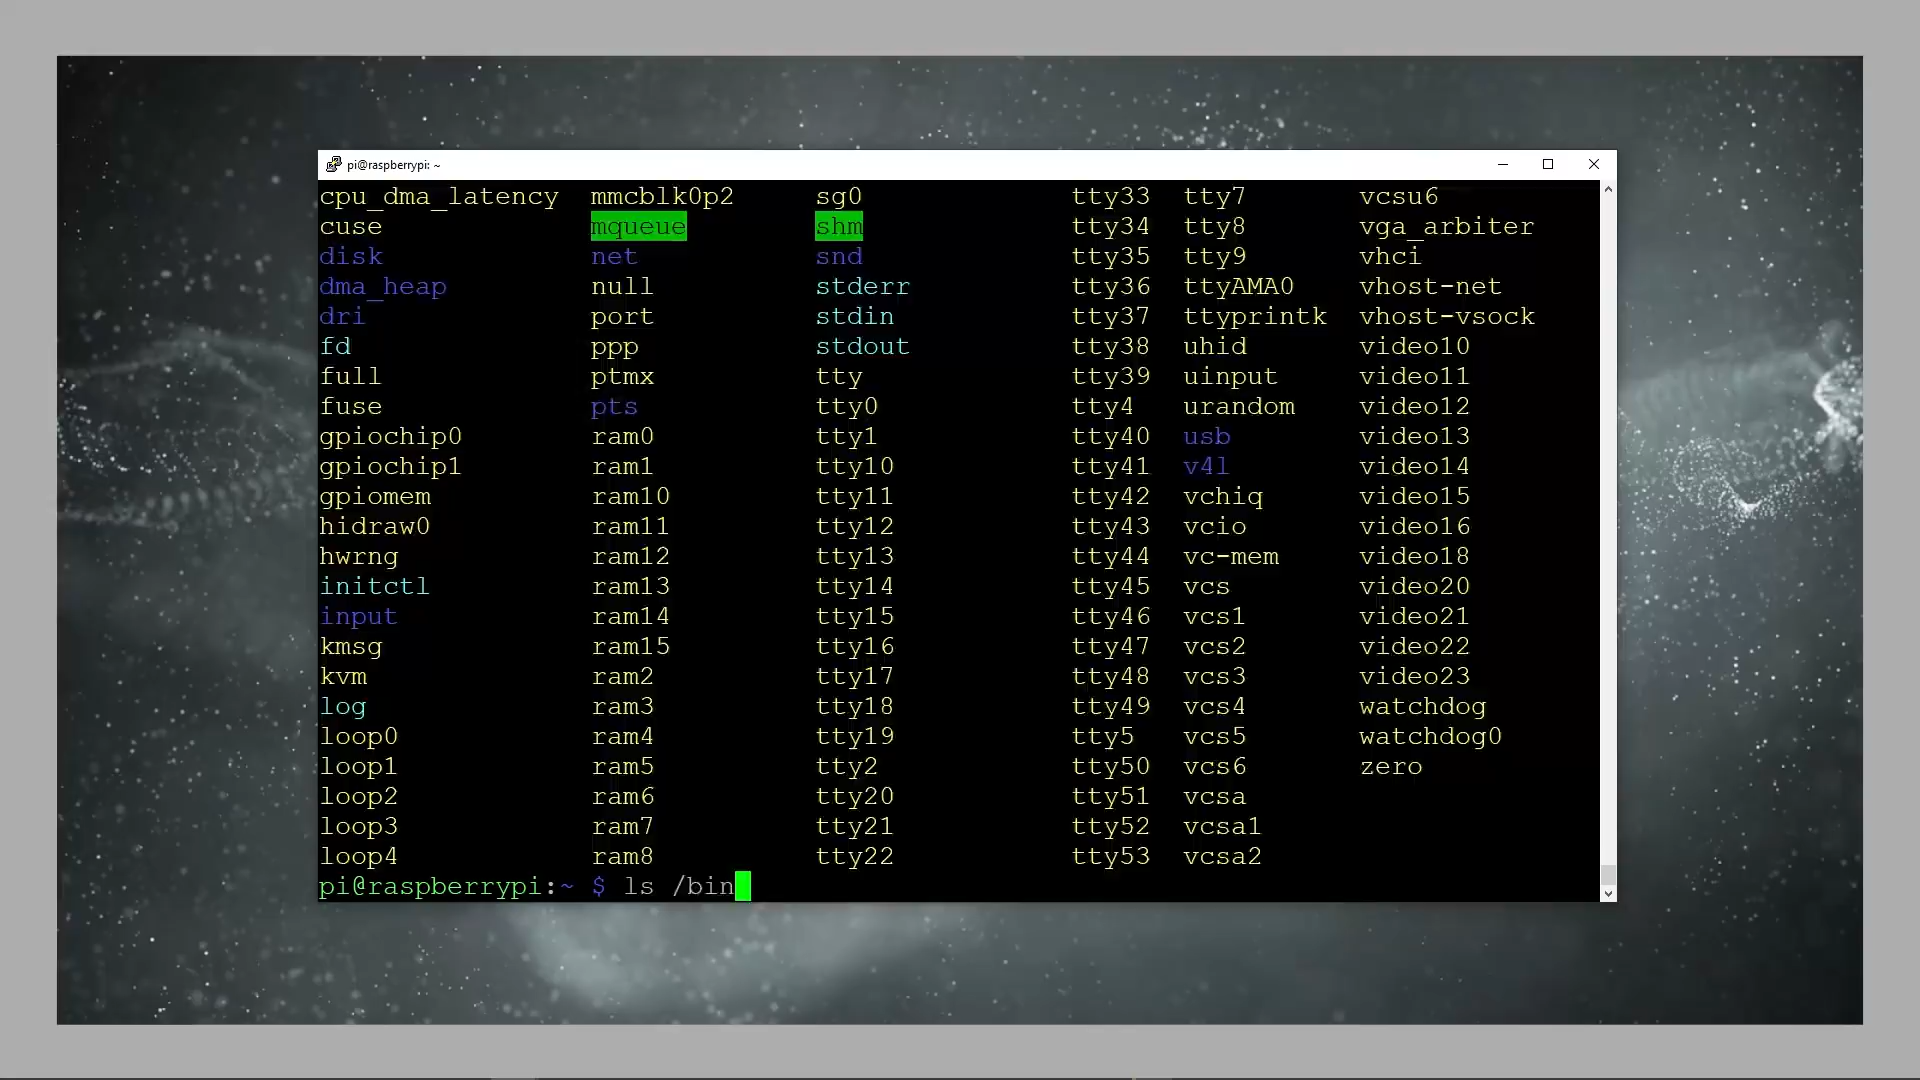 pi@raspberrypi: ~
cpu_dma_latency mmcblk0p2 sg0 tty33 tty7 vcsu6
cuse mqueue shm tty34 tty8 vga_arbiter
disk net snd tty35 tty9 vhci
dma_heap null stderr tty36 ttyAMA0 vhost-net
dri port stdin tty37 ttyprintk vhost-vsock
fd ppp stdout tty38 uhid video10
full ptmx tty tty39 uinput video11
fuse pts tty0 tty4 urandom video12
gpiochip0 ram0 tty1 tty40 usb video13
gpiochip1 ram1 tty10 tty41 v4l video14
gpiomem ram10 tty11 tty42 vchiq video15
hidraw0 ram11 tty12 tty43 vcio video16
hwrng ram12 tty13 tty44 vc-mem video18
initctl ram13 tty14 tty45 vcs video20
input ram14 tty15 tty46 vcs1 video21
kmsg ram15 tty16 tty47 vcs2 video22
kvm ram2 tty17 tty48 vcs3 video23
log ram3 tty18 tty49 vcs4 watchdog
loop0 ram4 tty19 tty5 vcs5 watchdog0
loop1 ram5 tty2 tty50 vcs6 zero
loop2 ram6 tty20 tty51 vcsa
loop3 ram7 tty21 tty52 vcsa1
loop4 ram8 tty22 tty53 vcsa2
pi@raspberrypi:~ $ ls /bin